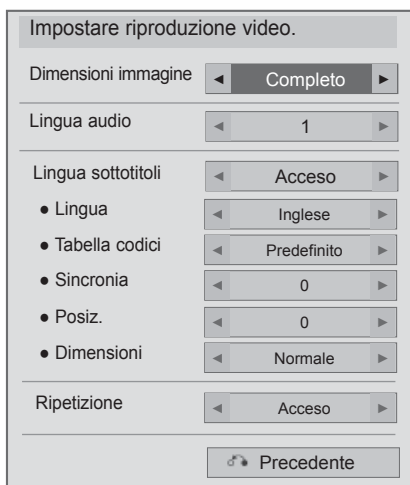 Impostare riproduzione video.
Dimensioni immagine ◄ Completo ►
Lingua audio ◄ 1 ►
Lingua sottotitoli ◄ Acceso ►
● Lingua ◄ Inglese ►
● Tabella codici ◄ Predefinito ►
● Sincronia ◄ 0 ►
● Posiz. ◄ 0 ►
● Dimensioni ◄ Normale ►
Ripetizione ◄ Acceso ►
Precedente